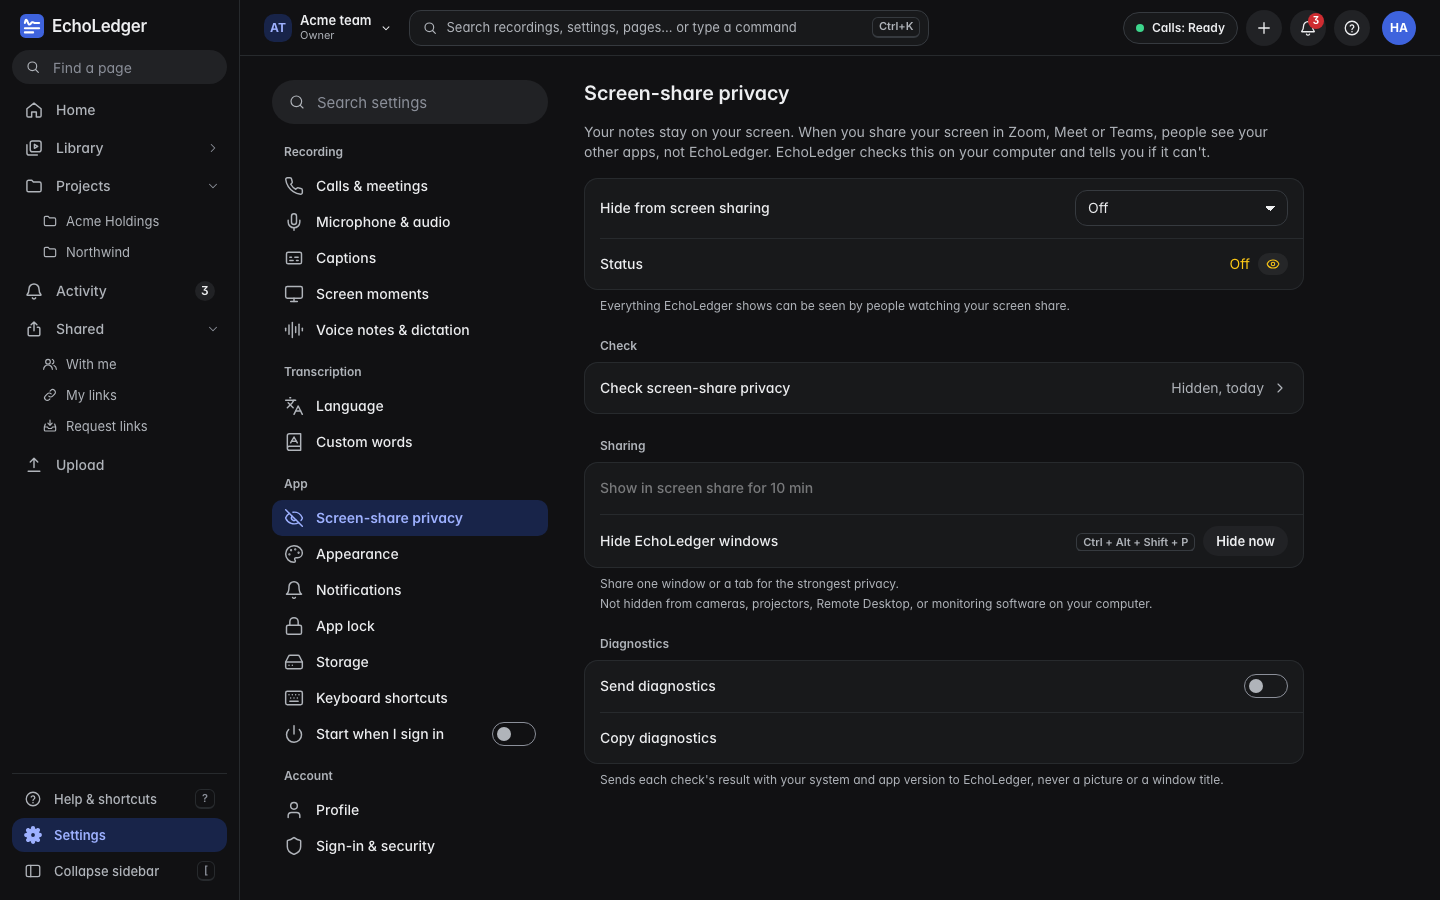 EchoLedger
Find a page
Home
Library
Projects
Acme Holdings
Northwind
Activity
3
Shared
With me
My links
Request links
Upload
Help & shortcuts
?
Settings
Collapse sidebar
[
AT
Acme team
Owner
Search recordings, settings, pages... or type a command
Ctrl+K
Calls: Ready
3
HA
Search settings
Recording
Calls & meetings
Microphone & audio
Captions
Screen moments
Voice notes & dictation
Transcription
Language
Custom words
App
Screen-share privacy
Appearance
Notifications
App lock
Storage
Keyboard shortcuts
Start when I sign in
Account
Profile
Sign-in & security
Screen-share privacy
Your notes stay on your screen. When you share your screen in Zoom, Meet or Teams, people see your
other apps, not EchoLedger. EchoLedger checks this on your computer and tells you if it can't.
Hide from screen sharing
Off
Status
Off
Everything EchoLedger shows can be seen by people watching your screen share.
Check
Check screen-share privacy
Hidden, today
Sharing
Show in screen share for 10 min
Hide EchoLedger windows
Ctrl + Alt + Shift + P
Hide now
Share one window or a tab for the strongest privacy.
Not hidden from cameras, projectors, Remote Desktop, or monitoring software on your computer.
Diagnostics
Send diagnostics
Copy diagnostics
Sends each check's result with your system and app version to EchoLedger, never a picture or a window title.